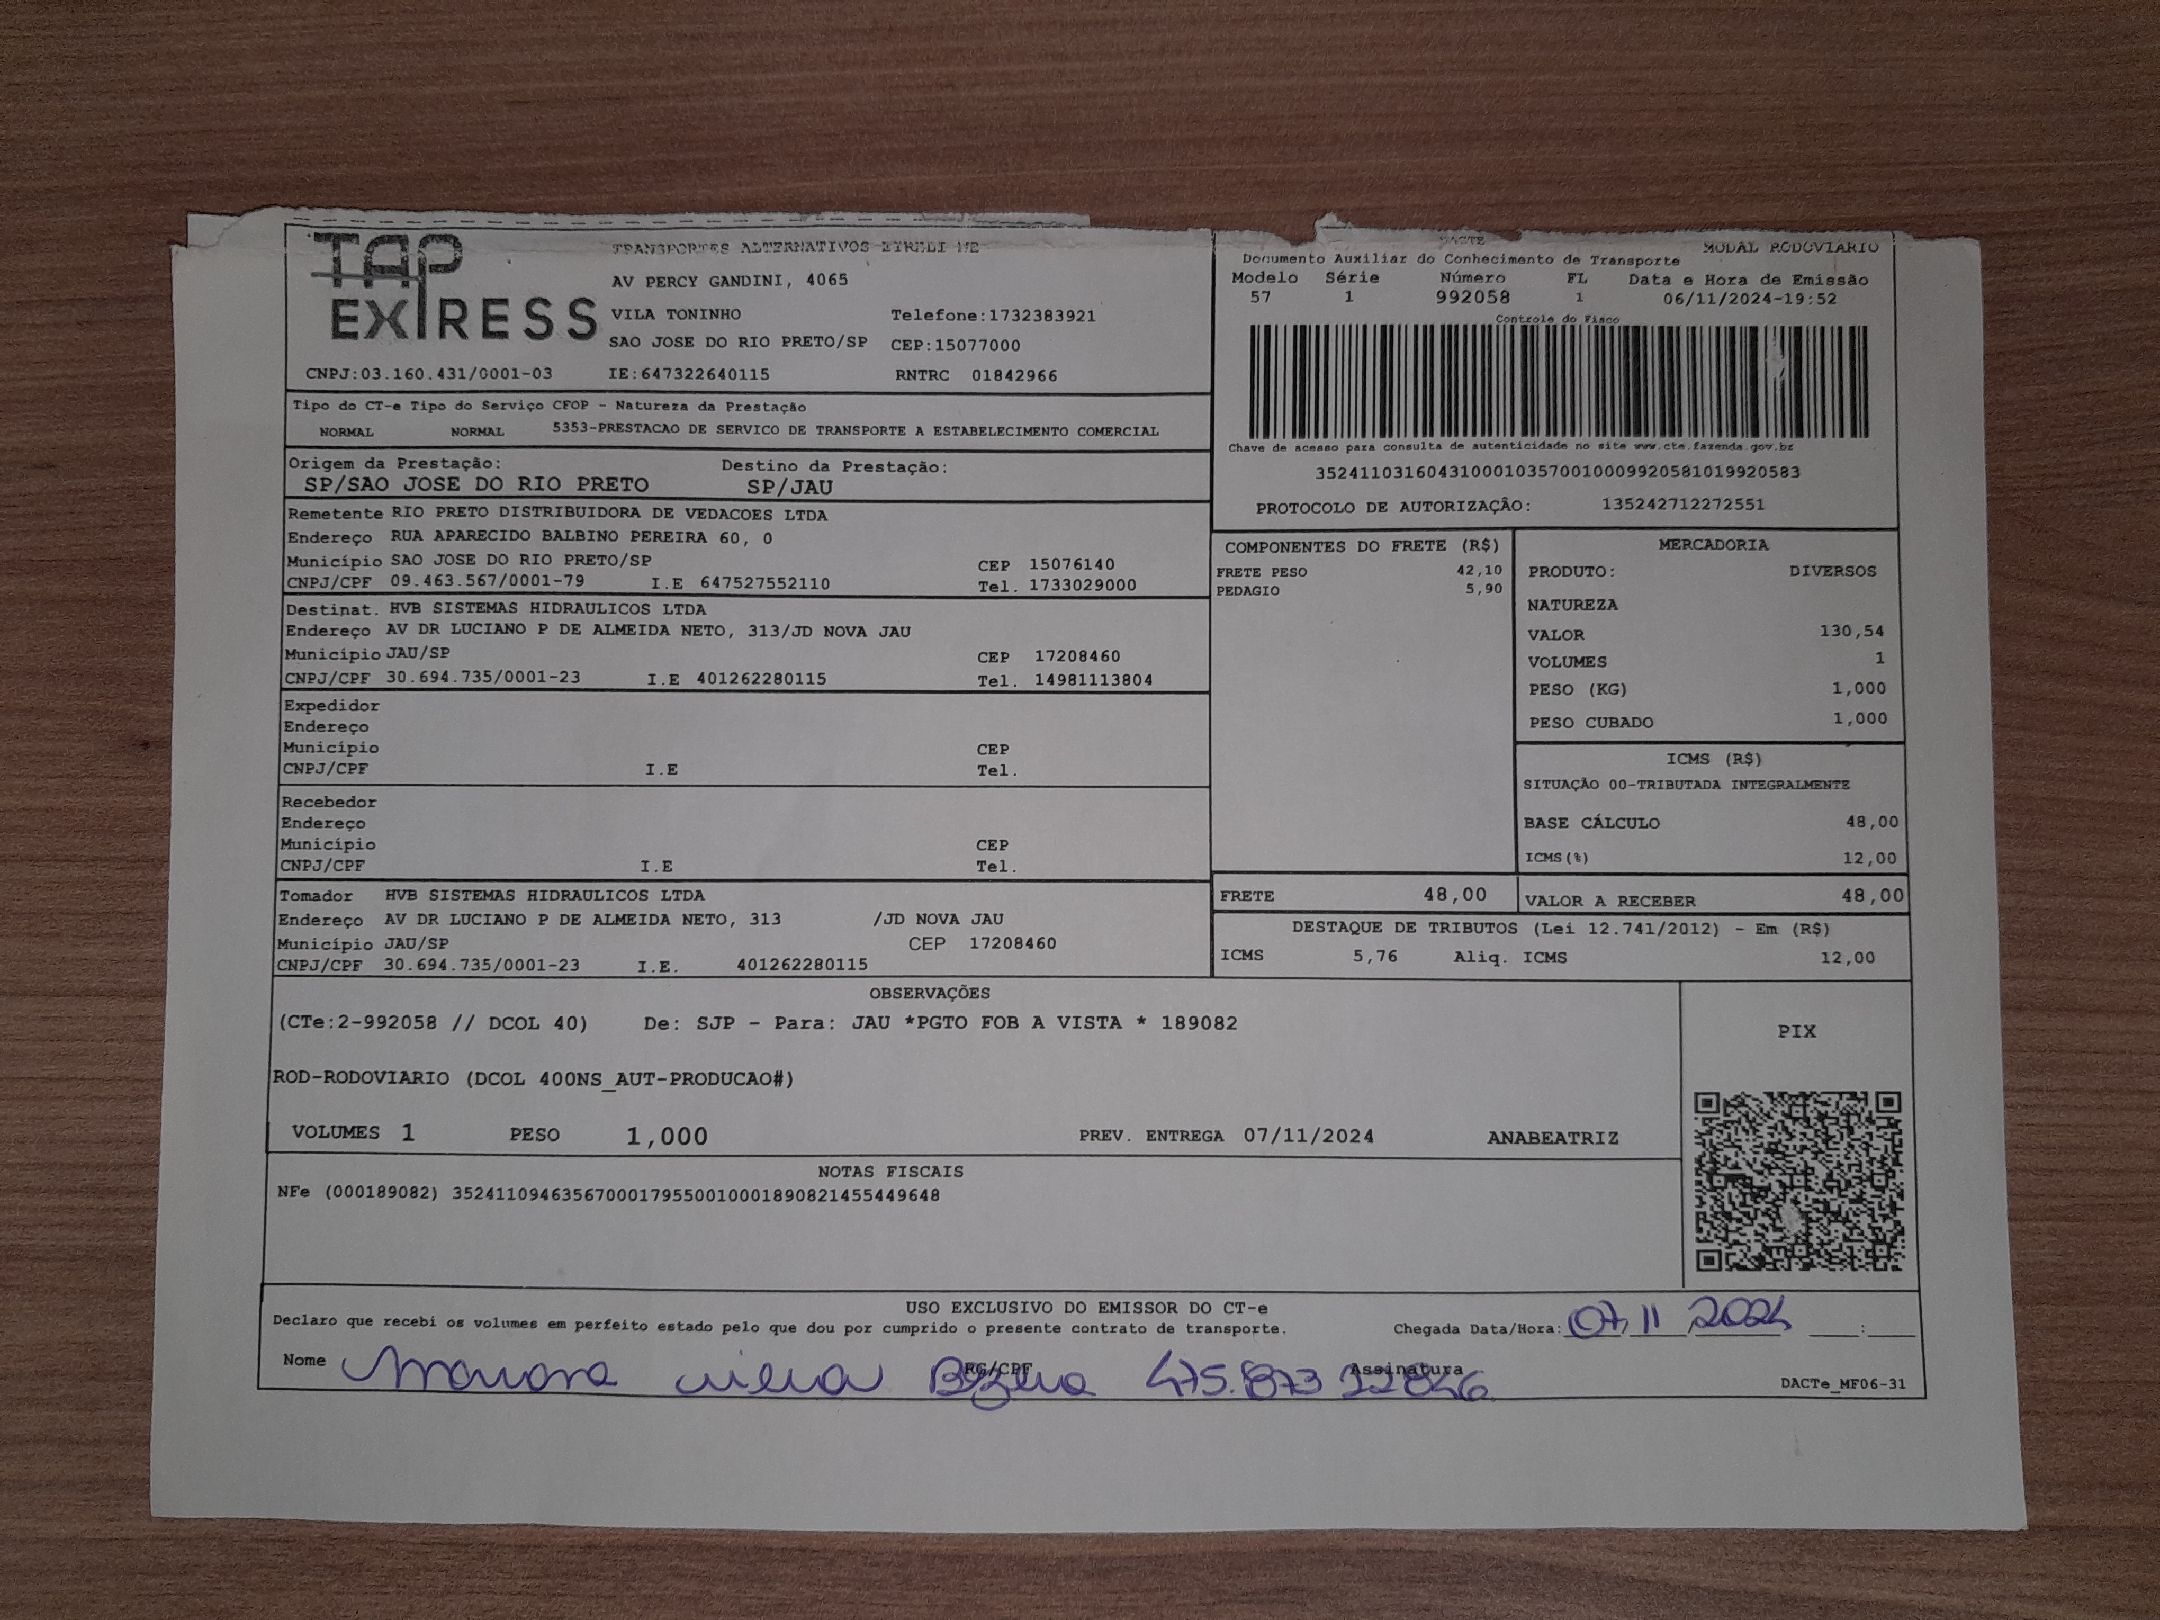 TAP EXPRESS
TRANSPORTES ALTERNATIVOS EIRELI ME
AV PERCY GANDINI, 4065
VILA TONINHO Telefone:1732383921
SAO JOSE DO RIO PRETO/SP CEP:15077000
CNPJ:03.160.431/0001-03 IE:647322640115 RNTRC 01842966
DACTE MODAL RODOVIARIO
Documento Auxiliar do Conhecimento de Transporte
Modelo Série Número FL Data e Hora de Emissão
57 1 992058 1 06/11/2024-19:52
Controle do Fisco
Chave de acesso para consulta de autenticidade no site www.cte.fazenda.gov.br
35241103160431000103570010009920581019920583
PROTOCOLO DE AUTORIZAÇÃO: 135242712272551
Tipo do CT-e Tipo do Serviço CFOP - Natureza da Prestação
NORMAL NORMAL 5353-PRESTACAO DE SERVICO DE TRANSPORTE A ESTABELECIMENTO COMERCIAL
Origem da Prestação: Destino da Prestação:
SP/SAO JOSE DO RIO PRETO SP/JAU
Remetente RIO PRETO DISTRIBUIDORA DE VEDACOES LTDA
Endereço RUA APARECIDO BALBINO PEREIRA 60, 0
Município SAO JOSE DO RIO PRETO/SP CEP 15076140
CNPJ/CPF 09.463.567/0001-79 I.E 647527552110 Tel. 1733029000
Destinat. HVB SISTEMAS HIDRAULICOS LTDA
Endereço AV DR LUCIANO P DE ALMEIDA NETO, 313/JD NOVA JAU
Município JAU/SP CEP 17208460
CNPJ/CPF 30.694.735/0001-23 I.E 401262280115 Tel. 14981113804
Expedidor
Endereço
Município CEP
CNPJ/CPF I.E Tel.
Recebedor
Endereço
Município CEP
CNPJ/CPF I.E Tel.
Tomador HVB SISTEMAS HIDRAULICOS LTDA
Endereço AV DR LUCIANO P DE ALMEIDA NETO, 313 /JD NOVA JAU
Município JAU/SP CEP 17208460
CNPJ/CPF 30.694.735/0001-23 I.E. 401262280115
COMPONENTES DO FRETE (R$)
FRETE PESO 42,10
PEDAGIO 5,90
MERCADORIA
PRODUTO: DIVERSOS
NATUREZA
VALOR 130,54
VOLUMES 1
PESO (KG) 1,000
PESO CUBADO 1,000
ICMS (R$)
SITUAÇÃO 00-TRIBUTADA INTEGRALMENTE
BASE CÁLCULO 48,00
ICMS(%) 12,00
FRETE 48,00 VALOR A RECEBER 48,00
DESTAQUE DE TRIBUTOS (Lei 12.741/2012) - Em (R$)
ICMS 5,76 Aliq. ICMS 12,00
OBSERVAÇÕES
(CTe:2-992058 // DCOL 40) De: SJP - Para: JAU *PGTO FOB A VISTA * 189082
ROD-RODOVIARIO (DCOL 400NS_AUT-PRODUCAO#)
VOLUMES 1 PESO 1,000 PREV. ENTREGA 07/11/2024 ANABEATRIZ
PIX
NOTAS FISCAIS
NFe (000189082) 35241109463567000179550010001890821455449648
USO EXCLUSIVO DO EMISSOR DO CT-e
Declaro que recebi os volumes em perfeito estado pelo que dou por cumprido o presente contrato de transporte. Chegada Data/Hora: 07 11 2024 :
Nome RG/CPF 475.873 Assinatura
DACTe_MF06-31